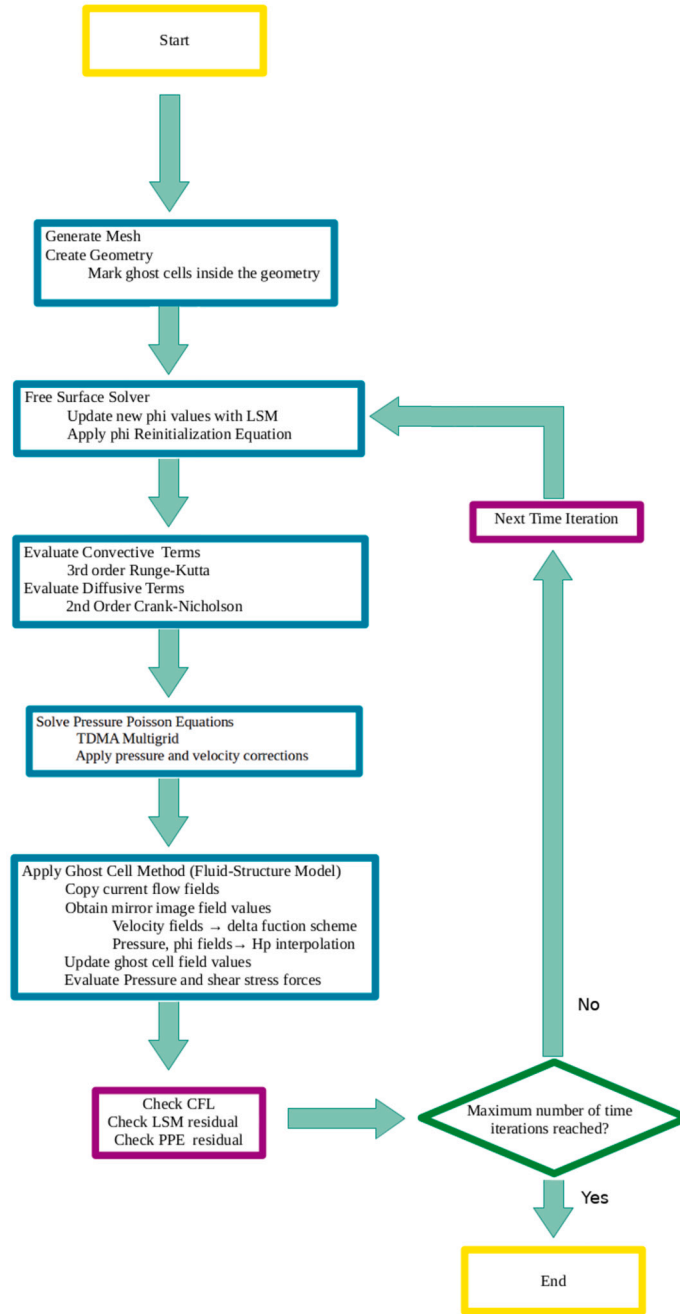 Start
Generate Mesh
Create Geometry
Mark ghost cells inside the geometry
Free Surface Solver
Update new phi values with LSM
Apply phi Reinitialization Equation
Next Time Iteration
Evaluate Convective Terms
3rd order Runge-Kutta
Evaluate Diffusive Terms
2nd Order Crank-Nicholson
Solve Pressure Poisson Equations
TDMA Multigrid
Apply pressure and velocity corrections
Apply Ghost Cell Method (Fluid-Structure Model)
Copy current flow fields
Obtain mirror image field values
Velocity fields → delta fuction scheme
Pressure, phi fields→ Hp interpolation
Update ghost cell field values
Evaluate Pressure and shear stress forces
Check CFL
Check LSM residual
Check PPE residual
Maximum number of time
iterations reached?
No
Yes
End